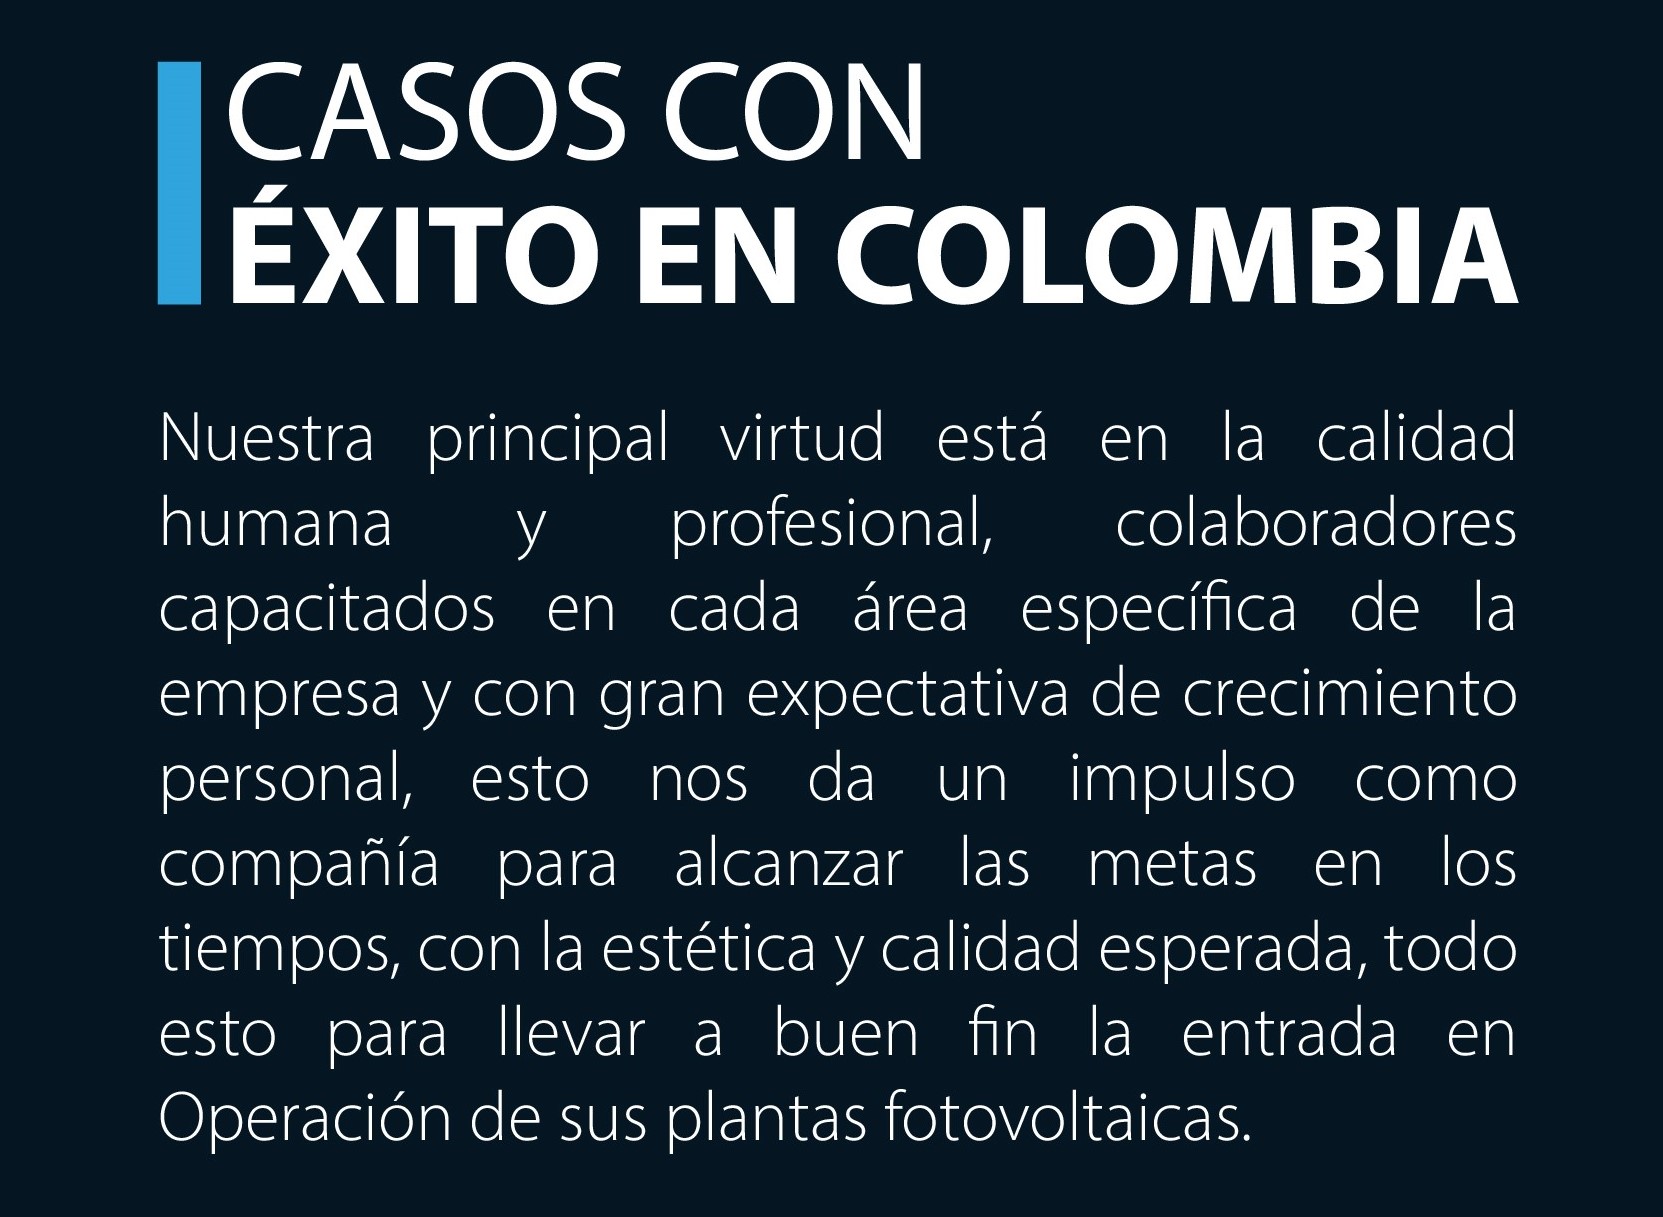 CASOS CON
ÉXITO EN COLOMBIA
Nuestra principal virtud está en la calidad
humana y profesional, colaboradores
capacitados en cada área específica de la
empresa y con gran expectativa de crecimiento
personal, esto nos da un impulso como
compañía para alcanzar las metas en los
tiempos, con la estética y calidad esperada, todo
esto para llevar a buen fin la entrada en
Operación de sus plantas fotovoltaicas.